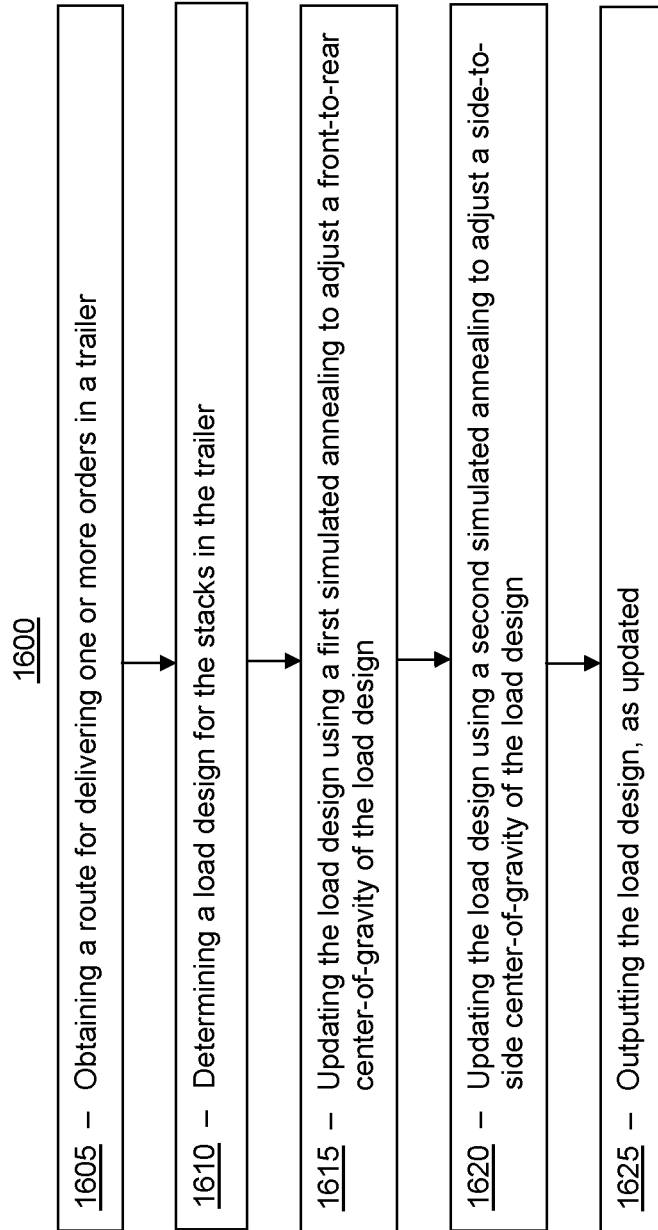 1600
1605 – Obtaining a route for delivering one or more orders in a trailer
1610 – Determining a load design for the stacks in the trailer
1615 – Updating the load design using a first simulated annealing to adjust a front-to-rear
center-of-gravity of the load design
1620 – Updating the load design using a second simulated annealing to adjust a side-to-
side center-of-gravity of the load design
1625 – Outputting the load design, as updated